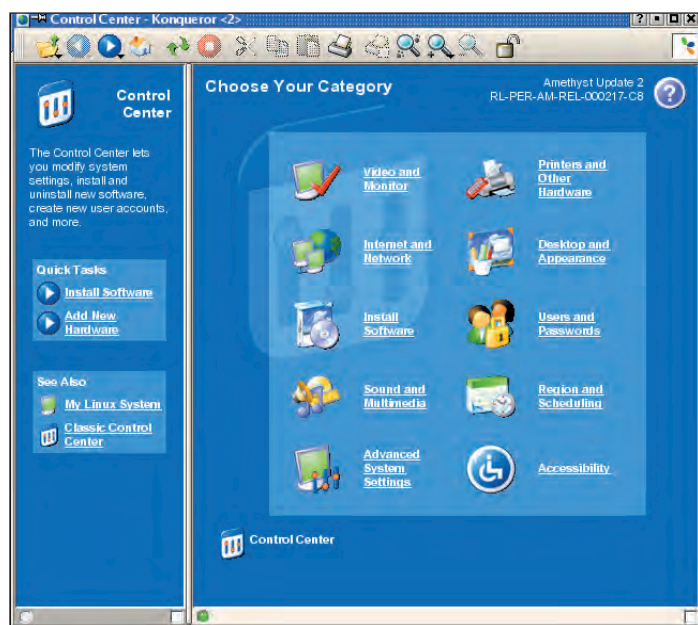 Control Center - Konqueror <2>
Control
Center
The Control Center lets
you modify system
settings, install and
uninstall new software,
create new user accounts,
and more.
Quick Tasks
Install Software
Add New
Hardware
See Also
My Linux System
Classic Control
Center
Choose Your Category
Amethyst Update 2
RL-PER-AM-REL-000217-C8
Video and
Monitor
Printers and
Other
Hardware
Internet and
Network
Desktop and
Appearance
Install
Software
Users and
Passwords
Sound and
Multimedia
Region and
Scheduling
Advanced
System
Settings
Accessibility
Control Center